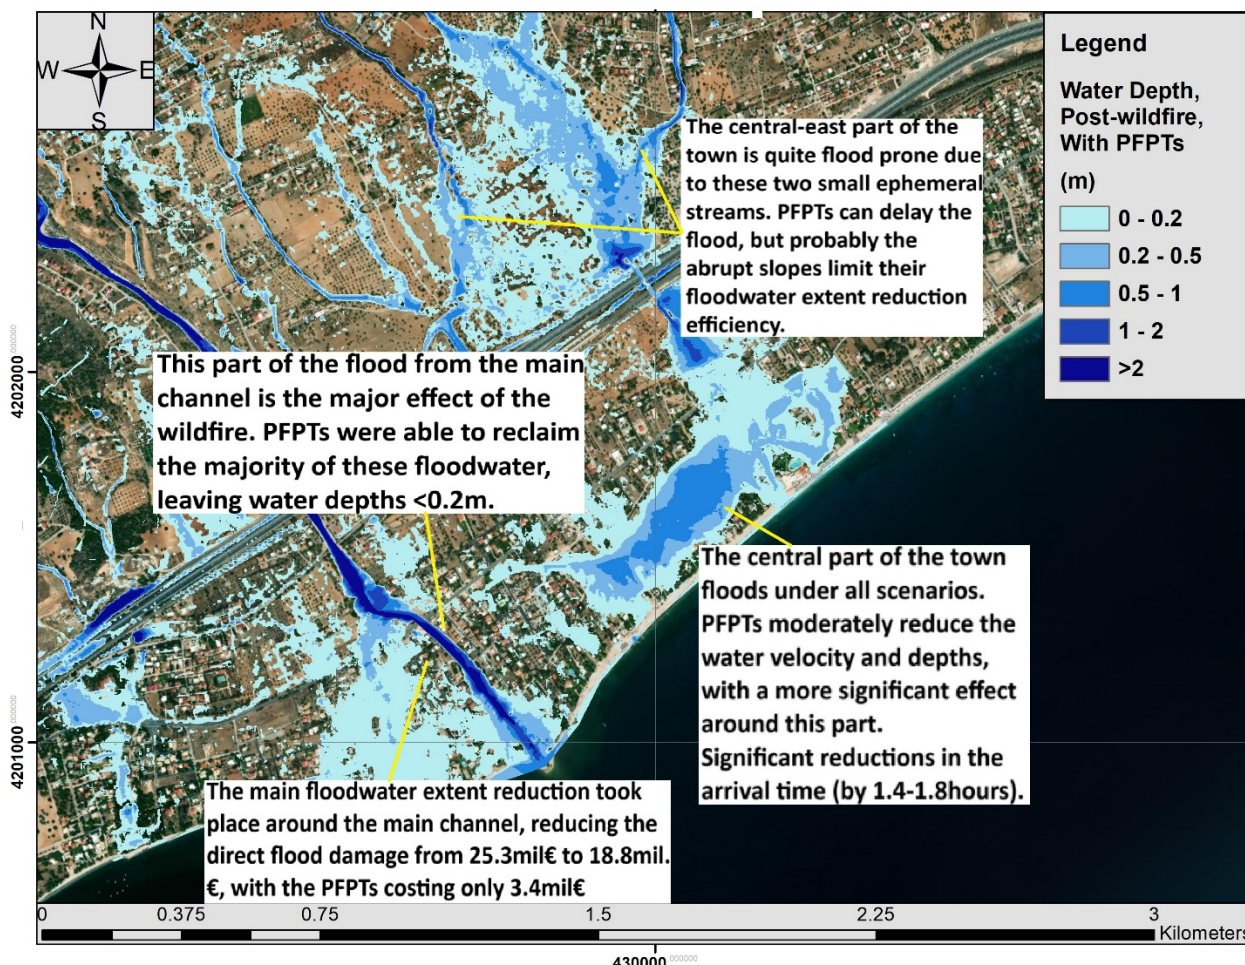 N
W E
S
Legend
Water Depth,
Post-wildfire,
With PFPTs
(m)
0 - 0.2
0.2 - 0.5
0.5 - 1
1 - 2
>2
The central-east part of the
town is quite flood prone due
to these two small ephemeral
streams. PFPTs can delay the
flood, but probably the
abrupt slopes limit their
floodwater extent reduction
efficiency.
This part of the flood from the main
channel is the major effect of the
wildfire. PFPTs were able to reclaim
the majority of these floodwater,
leaving water depths <0.2m.
The central part of the town
floods under all scenarios.
PFPTs moderately reduce the
water velocity and depths,
with a more significant effect
around this part.
Significant reductions in the
arrival time (by 1.4-1.8hours).
The main floodwater extent reduction took
place around the main channel, reducing the
direct flood damage from 25.3mil€ to 18.8mil.
€, with the PFPTs costing only 3.4mil€
4202000.000000
4201000.000000
0 0.375 0.75 1.5 2.25 3
Kilometers
430000.000000